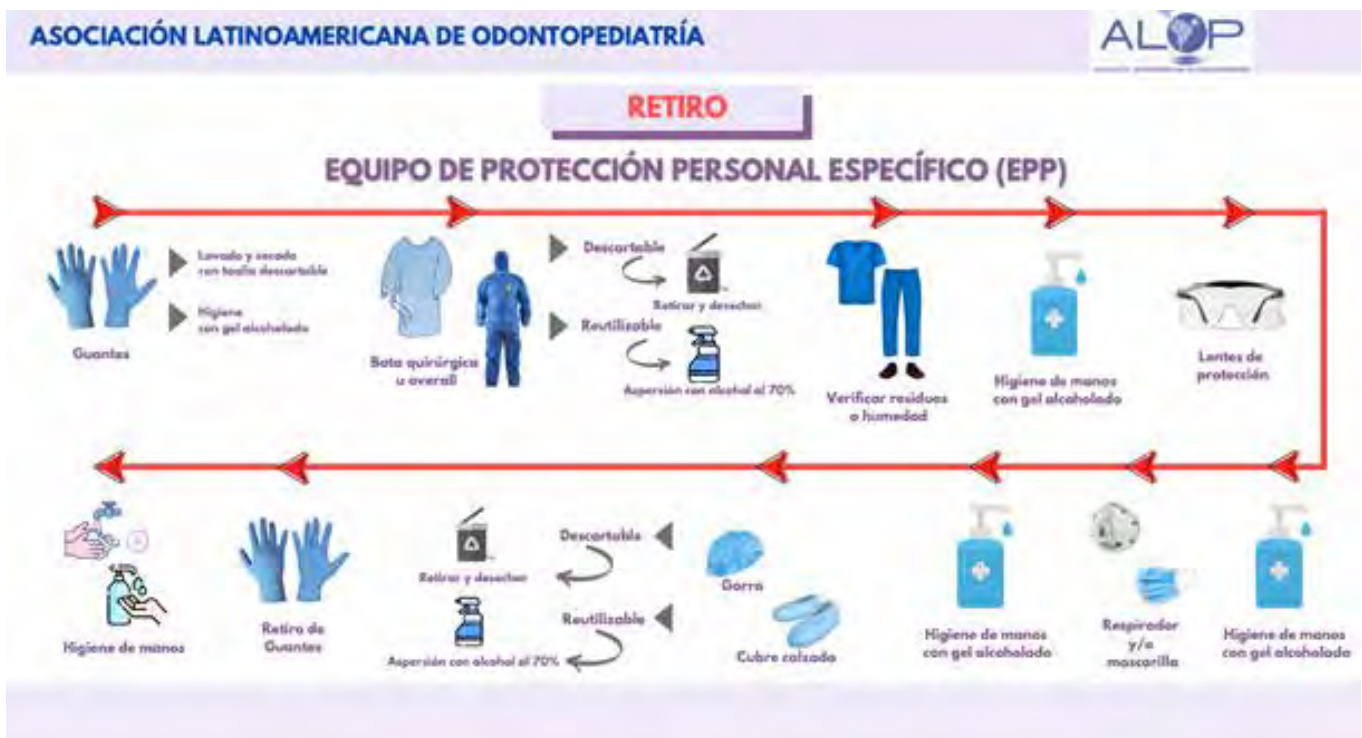 ASOCIACIÓN LATINOAMERICANA DE ODONTOPEDIATRÍA
ALOP
RETIRO
EQUIPO DE PROTECCIÓN PERSONAL ESPECÍFICO (EPP)
Guantes
Lavado y secado
con toalla descartable
Higiene
con gel alcoholado
Bata quirúrgica
u overall
Descartable
Retirar y desechar
Reutilizable
Aspersión con alcohol al 70%
Verificar residuos
o humedad
Higiene de manos
con gel alcoholado
Lentes de
protección
Higiene de manos
con gel alcoholado
Respirador
y/o
mascarilla
Higiene de manos
con gel alcoholado
Gorro
Cubre calzado
Descartable
Retirar y desechar
Reutilizable
Aspersión con alcohol al 70%
Retiro de
Guantes
Higiene de manos